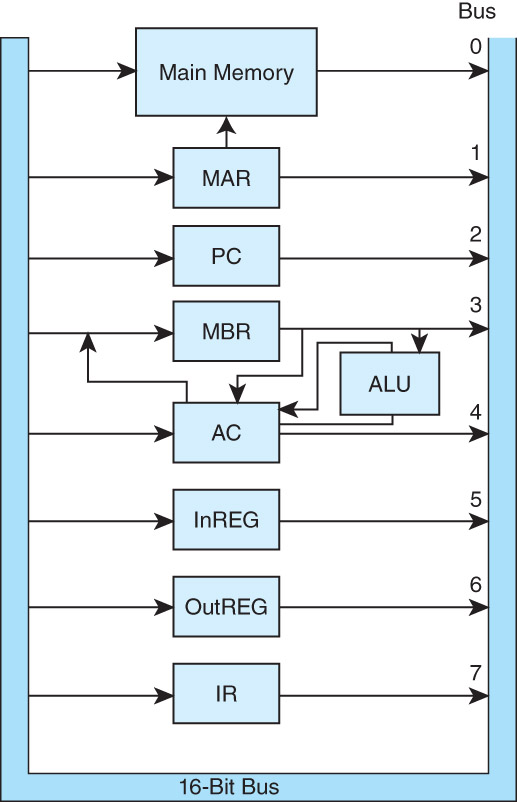 Bus
0
Main Memory
1
MAR
2
PC
3
MBR
ALU
4
AC
5
InREG
6
OutREG
7
IR
16-Bit Bus